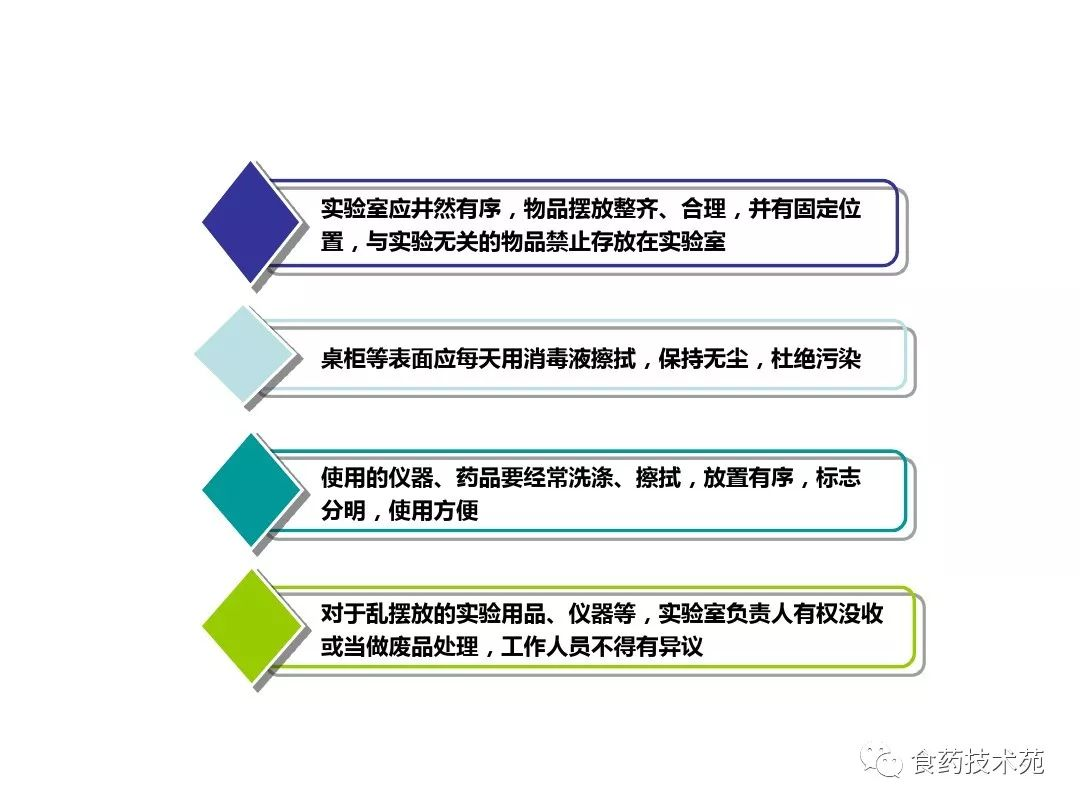 实验室应井然有序，物品摆放整齐、合理，并有固定位
置，与实验无关的物品禁止存放在实验室
桌柜等表面应每天用消毒液擦拭，保持无尘，杜绝污染
使用的仪器、药品要经常洗涤、擦拭，放置有序，标志
分明，使用方便
对于乱摆放的实验用品、仪器等，实验室负责人有权没收
或当做废品处理，工作人员不得有异议
食药技术苑